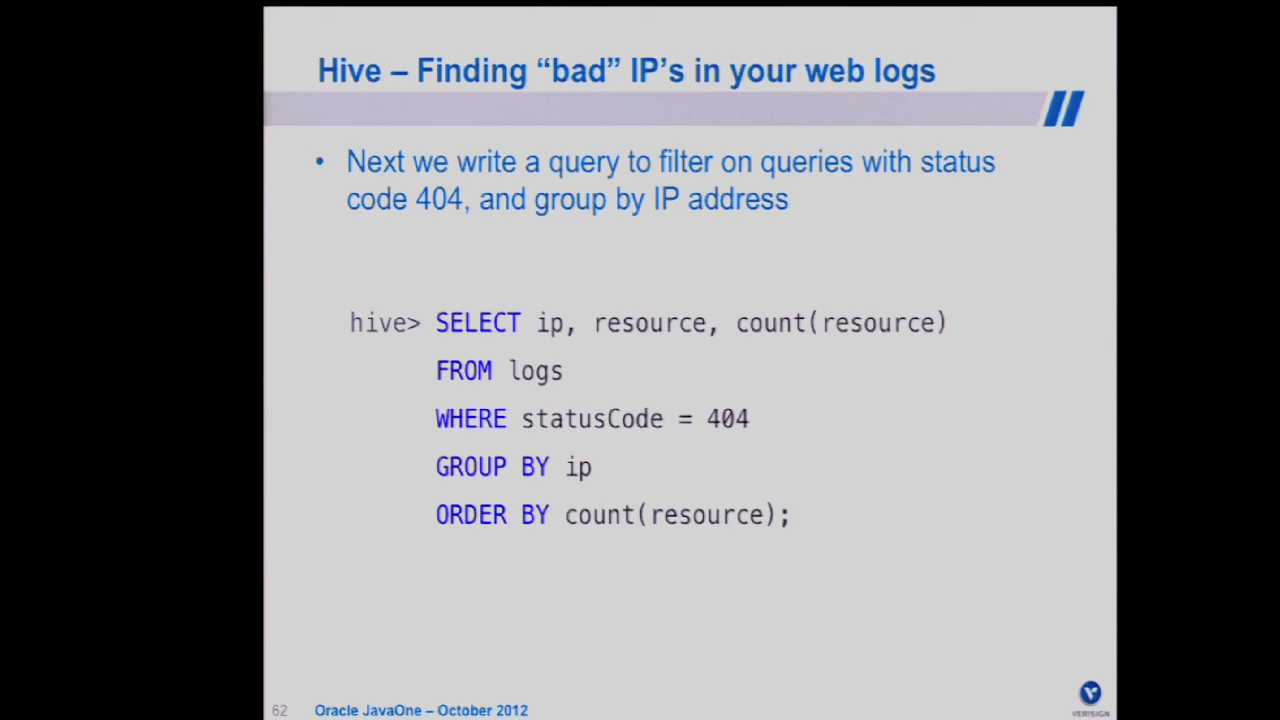 Hive – Finding “bad” IP’s in your web logs
• Next we write a query to filter on queries with status
code 404, and group by IP address
hive> SELECT ip, resource, count(resource)
FROM logs
WHERE statusCode = 404
GROUP BY ip
ORDER BY count(resource);
62 Oracle JavaOne – October 2012
VERISIGN